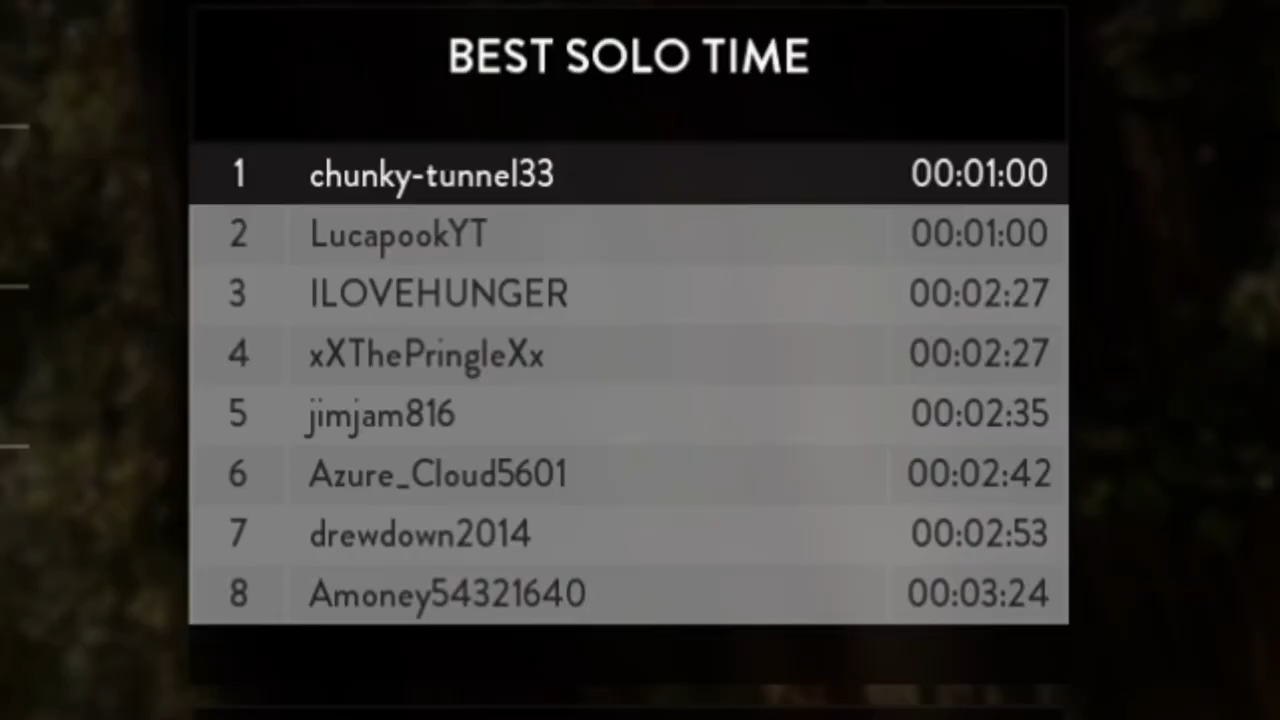 BEST SOLO TIME
1 chunky-tunnel33 00:01:00
2 LucapookYT 00:01:00
3 ILOVEHUNGER 00:02:27
4 xXThePringleXx 00:02:27
5 jimjam816 00:02:35
6 Azure_Cloud5601 00:02:42
7 drewdown2014 00:02:53
8 Amoney54321640 00:03:24